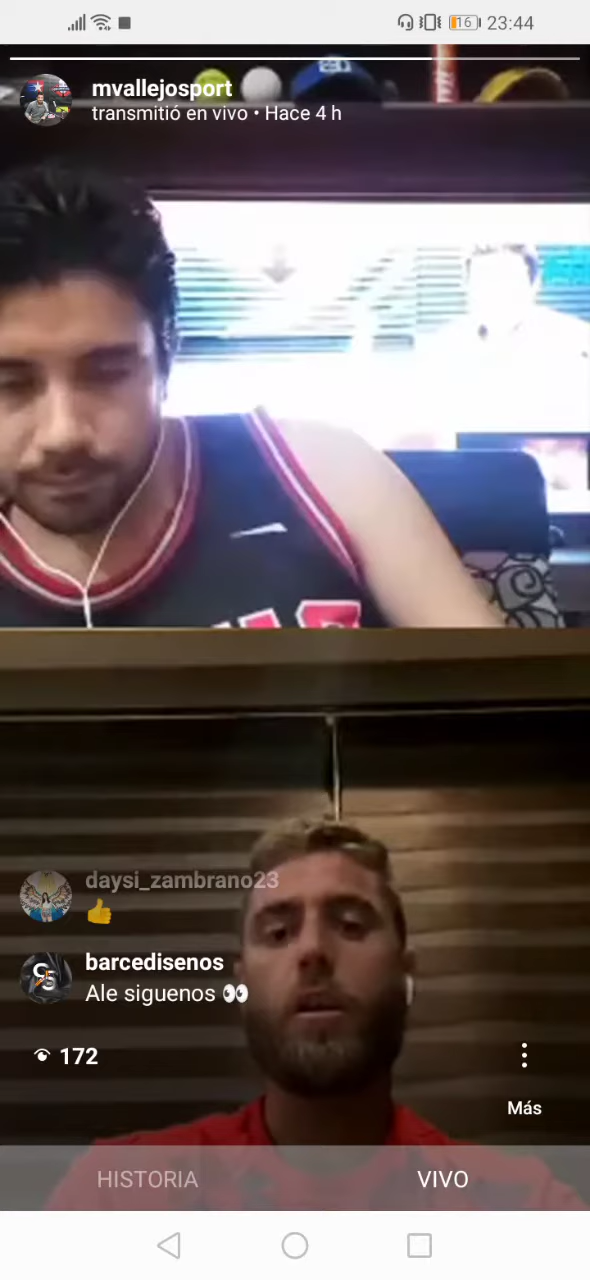 16 23:44
mvallejosport
transmitió en vivo • Hace 4 h
daysi_zambrano23
👍
barcedisenos
Ale siguenos 👀
172
Más
HISTORIA
VIVO